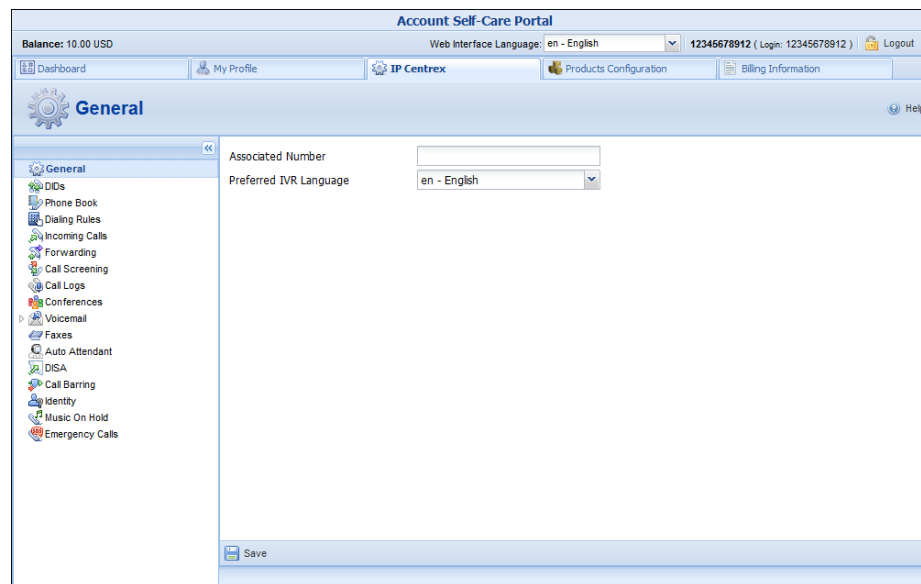 Account Self-Care Portal
Balance: 10.00 USD
Web Interface Language: en - English
12345678912 ( Login: 12345678912 )
Logout
Dashboard
My Profile
IP Centrex
Products Configuration
Billing Information
General
Help
General
DIDs
Phone Book
Dialing Rules
Incoming Calls
Forwarding
Call Screening
Call Logs
Conferences
Voicemail
Faxes
Auto Attendant
DISA
Call Barring
Identity
Music On Hold
Emergency Calls
Associated Number
Preferred IVR Language
en - English
Save